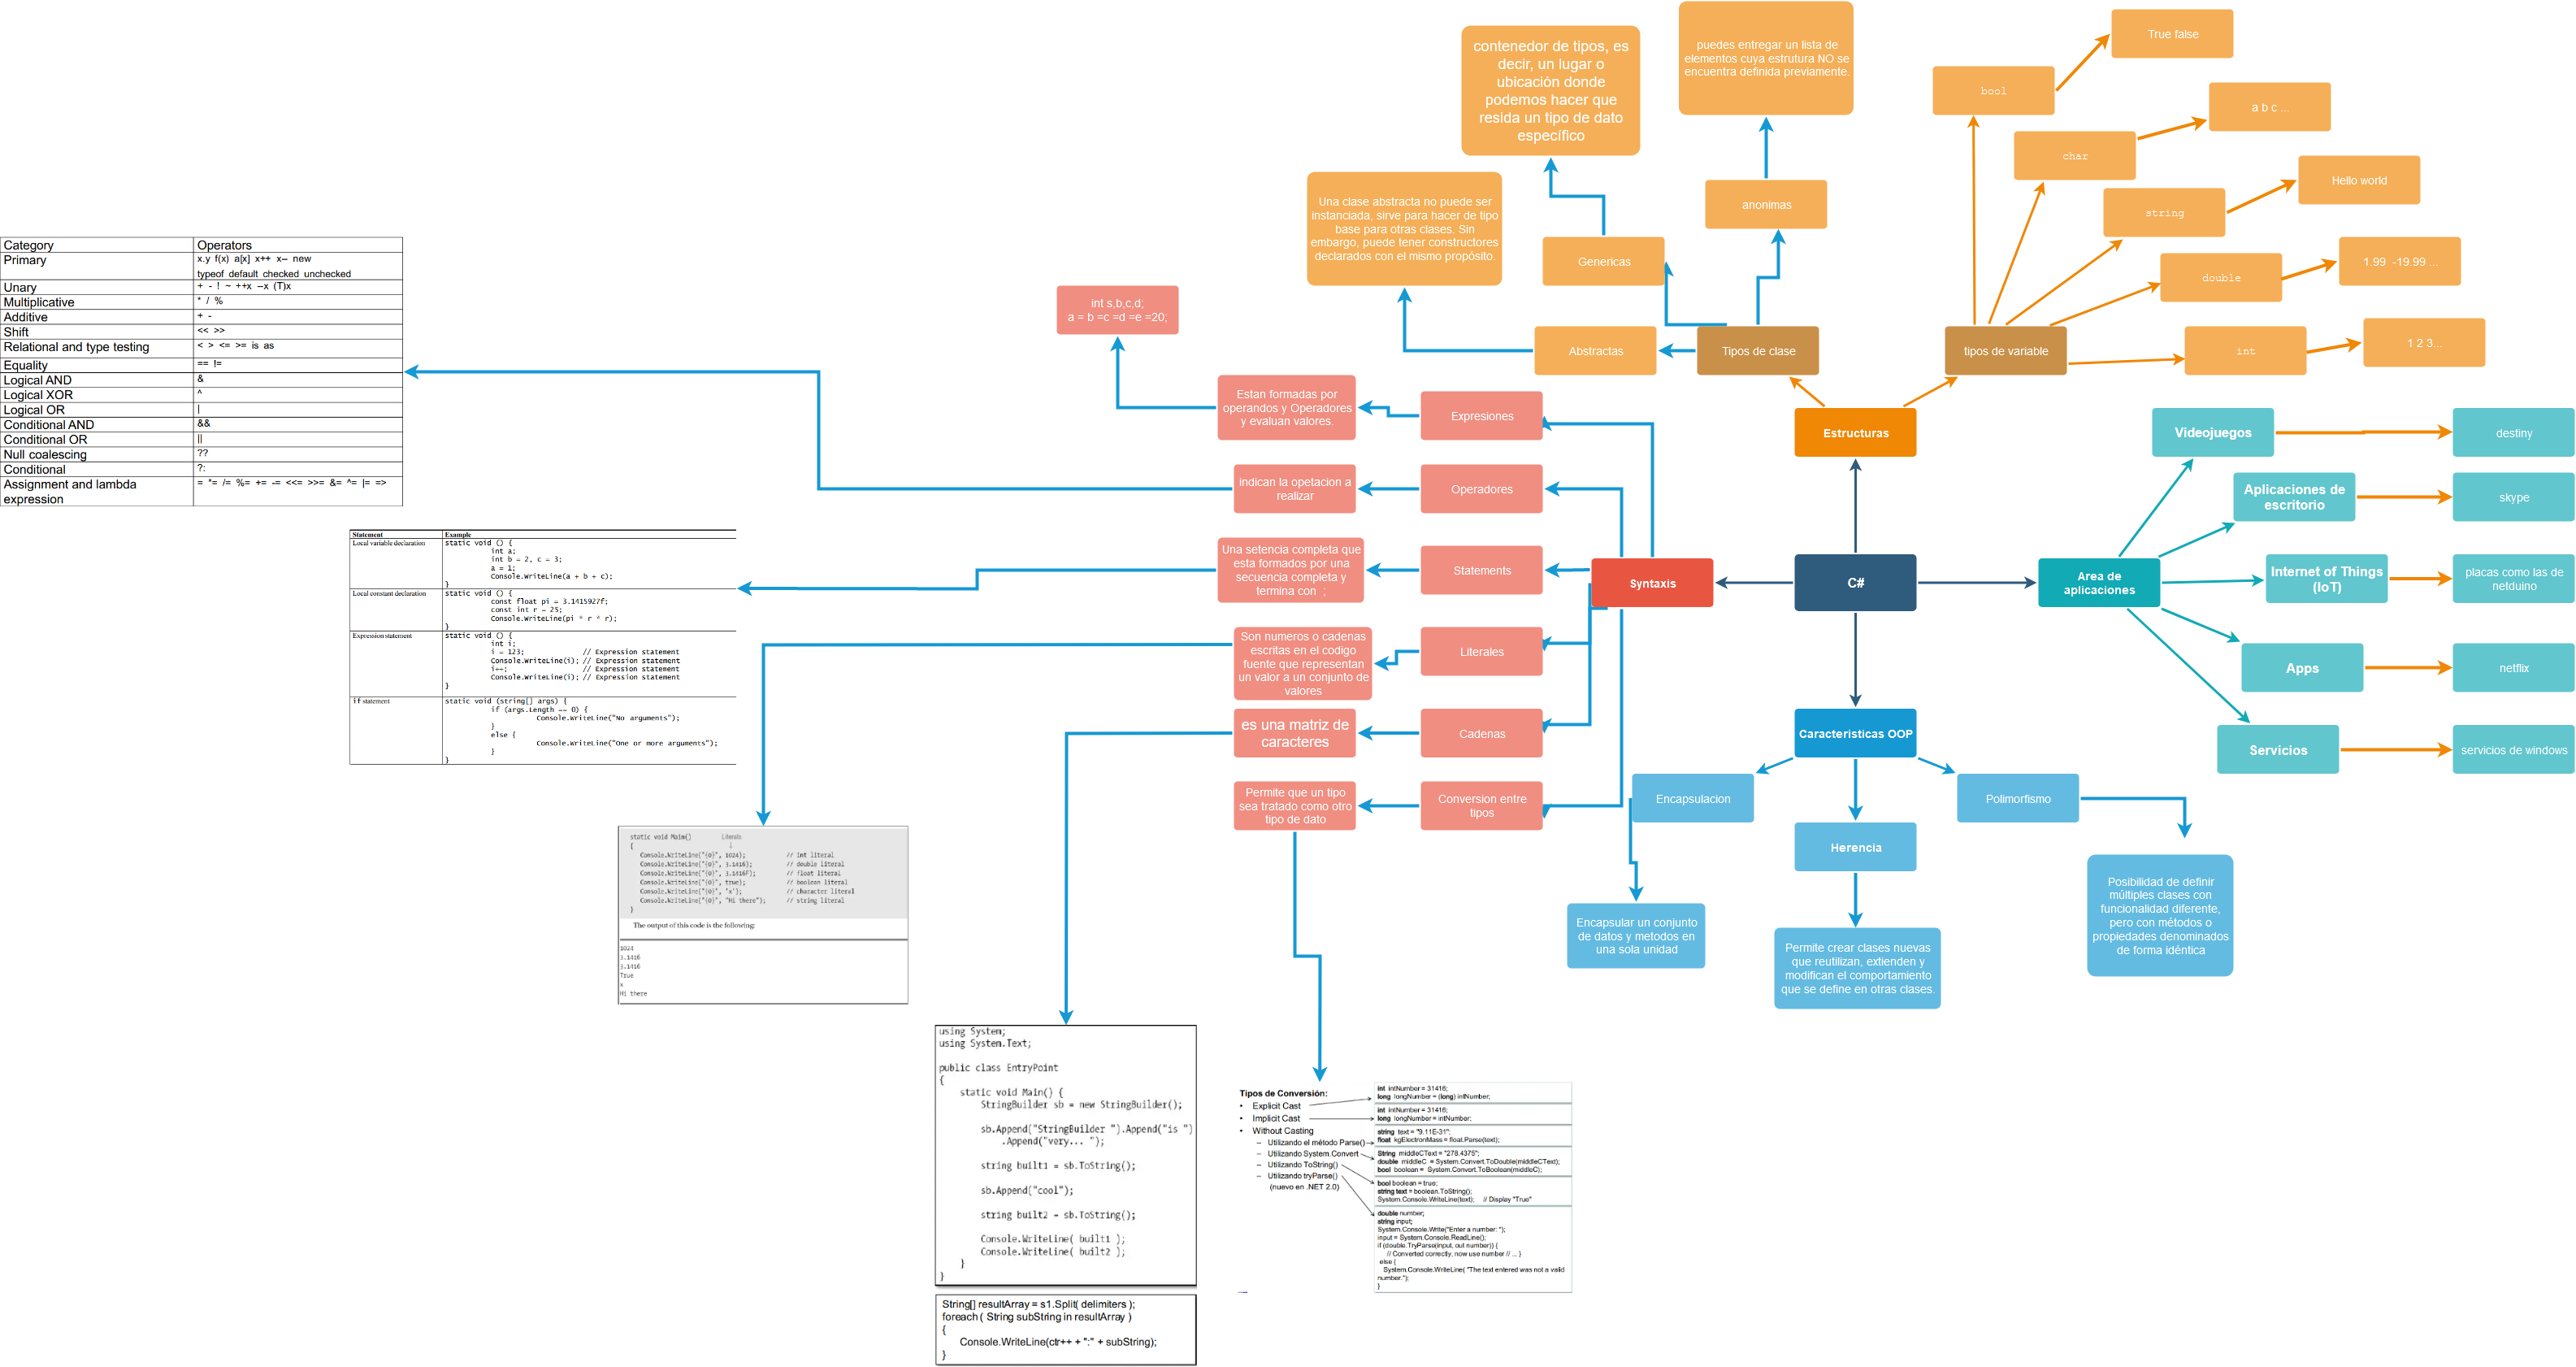 contenedor de tipos, es
decir, un lugar o
ubicación donde
podemos hacer que
resida un tipo de dato
específico
puedes entregar un lista de
elementos cuya estrutura NO se
encuentra definida previamente.
True false
bool
a b c ...
char
Hello world
string
1.99 -19.99 ...
double
1 2 3...
int
tipos de variable
anonimas
Una clase abstracta no puede ser
instanciada, sirve para hacer de tipo
base para otras clases. Sin
embargo, puede tener constructores
declarados con el mismo propósito.
Genericas
Abstractas
Tipos de clase
Estructuras
int s,b,c,d;
a = b =c =d =e =20;
Estan formadas por
operandos y Operadores
y evaluan valores.
Expresiones
indican la opetacion a
realizar
Operadores
Una setencia completa que
esta formados por una
secuencia completa y
termina con ;
Statements
Son numeros o cadenas
escritas en el codigo
fuente que representan
un valor a un conjunto de
valores
Literales
es una matriz de
caracteres
Cadenas
Permite que un tipo
sea tratado como otro
tipo de dato
Conversion entre
tipos
Syntaxis
C#
Area de
aplicaciones
Videojuegos
destiny
Aplicaciones de
escritorio
skype
Internet of Things
(IoT)
placas como las de
netduino
Apps
netflix
Servicios
servicios de windows
Caracteristicas OOP
Encapsulacion
Herencia
Polimorfismo
Encapsular un conjunto
de datos y metodos en
una sola unidad
Permite crear clases nuevas
que reutilizan, extienden y
modifican el comportamiento
que se define en otras clases.
Posibilidad de definir
múltiples clases con
funcionalidad diferente,
pero con métodos o
propiedades denominados
de forma idéntica
Category Operators
Primary x.y f(x) a[x] x++ x-- new
typeof default checked unchecked
Unary + - ! ~ ++x --x (T)x
Multiplicative * / %
Additive + -
Shift << >>
Relational and type testing < > <= >= is as
Equality == !=
Logical AND &
Logical XOR ^
Logical OR |
Conditional AND &&
Conditional OR ||
Null coalescing ??
Conditional ?:
Assignment and lambda = *= /= %= += -= <<= >>= &= ^= |= =>
expression
Statement Example
Local variable declaration static void () {
int a;
int b = 2, c = 3;
a = 1;
Console.WriteLine(a + b + c);
}
Local constant declaration static void () {
const float pi = 3.1415927f;
const int r = 25;
Console.WriteLine(pi * r * r);
}
Expression statement static void () {
int i;
i = 123; // Expression statement
Console.WriteLine(i); // Expression statement
i++; // Expression statement
Console.WriteLine(i); // Expression statement
}
if statement static void (string[] args) {
if (args.Length == 0) {
Console.WriteLine("No arguments");
}
else {
Console.WriteLine("One or more arguments");
}
}
static void Main() Literals
{
Console.WriteLine("{0}", 1024); // int literal
Console.WriteLine("{0}", 3.1416); // double literal
Console.WriteLine("{0}", 3.1416F); // float literal
Console.WriteLine("{0}", true); // boolean literal
Console.WriteLine("{0}", 'x'); // character literal
Console.WriteLine("{0}", "Hi there"); // string literal
}
The output of this code is the following:
1024
3.1416
3.1416
True
x
Hi there
using System;
using System.Text;
public class EntryPoint
{
static void Main() {
StringBuilder sb = new StringBuilder();
sb.Append("StringBuilder ").Append("is ")
.Append("very... ");
string built1 = sb.ToString();
sb.Append("cool");
string built2 = sb.ToString();
Console.WriteLine( built1 );
Console.WriteLine( built2 );
}
}
String[] resultArray = s1.Split( delimiters );
foreach ( String subString in resultArray )
{
Console.WriteLine(ctr++ + ":" + subString);
}
Tipos de Conversión:
• Explicit Cast
• Implicit Cast
• Without Casting
– Utilizando el método Parse()
– Utilizando System.Convert
– Utilizando ToString()
– Utilizando tryParse()
(nuevo en .NET 2.0)
int intNumber = 31416;
long longNumber = (long) intNumber;
int intNumber = 31416;
long longNumber = intNumber;
string text = "9.11E-31";
float kgElectronMass = float.Parse(text);
String middleCText = "278.4375";
double middleC = System.Convert.ToDouble(middleCText);
bool boolean = System.Convert.ToBoolean(middleC);
bool boolean = true;
string text = boolean.ToString();
System.Console.WriteLine(text); // Display "True"
double number;
string input;
System.Console.Write("Enter a number: ");
input = System.Console.ReadLine();
if (double.TryParse(input, out number)) {
// Converted correctly, now use number // ... }
else {
System.Console.WriteLine( "The text entered was not a valid
number.");
}